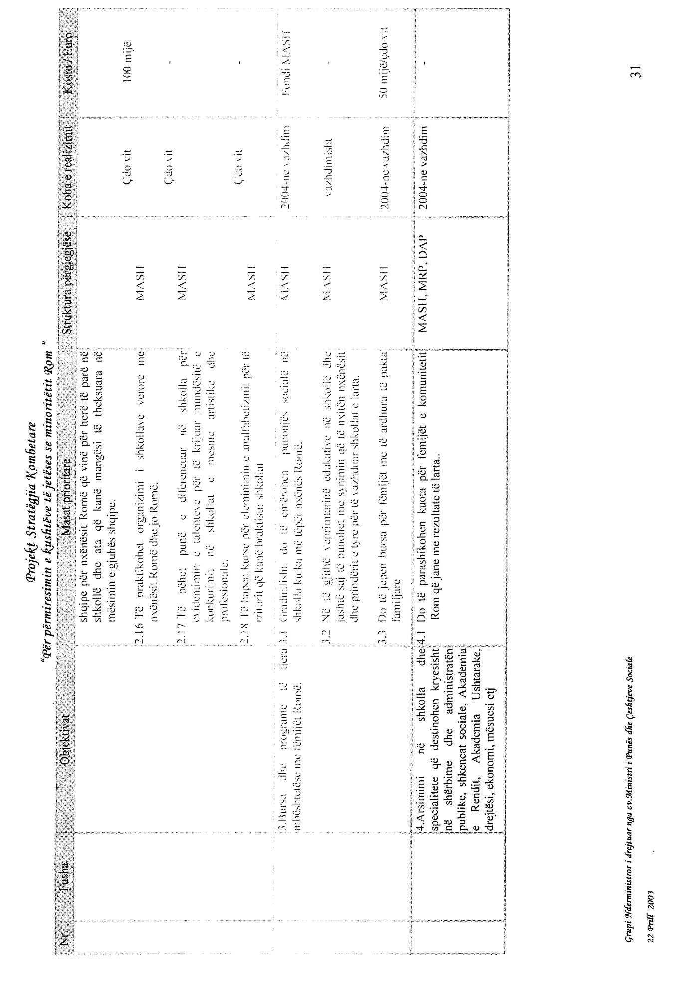 Projekt-Stratëgjia Kombetare
“Për përmiresimin e kushtëve të jetëses se minoritëtit Rom ”
Nr. Fusha Objektivat Masat prioritare Struktura përgjegjëse Koha e realizimit Kosto / Euro
shqipe për nxënësit Romë që vinë për herë të parë në
shkollë dhe ata që kanë mangësi të theksuara në
mësimin e gjuhës shqipe.
2.16 Të praktikohet organizimi i shkollave verore me
nxënësit Romë dhe jo Romë.
MASH Çdo vit 100 mijë
2.17 Të bëhet punë e diferencuar në shkolla për
evidentimin e talenteve për të krijuar mundësitë e
konkurimit në shkollat e mesme artistike dhe
profesionale.
MASH Çdo vit -
2.18 Të hapen kurse për eleminimin e analfabetizmit për të
rriturit që kanë braktisur shkollat
MASH Çdo vit -
3.Bursa dhe programe të tjera
mbështetëse me fëmijët Romë.
3.1 Gradualisht, do të emërohen punonjës socialë në
shkolla ku ka më tëpër nxënës Romë.
MASH 2004-ne vazhdim Fondi MASH
3.2 Në të gjithë veprimtarinë edukative në shkollë dhe
jashtë saj të punohet me synimin që të nxitën nxënësit
dhe prindërit e tyre për të vazhduar shkollat e larta.
MASH vazhdimisht -
3.3 Do të jepen bursa për fëmijët me të ardhura të pakta
familjare
MASH 2004-ne vazhdim 50 mijë/çdo vit
4.Arsimimi në shkolla dhe
specialitete që destinohen kryesisht
në shërbime dhe administratën
publike, shkencat sociale, Akademia
e Rendit, Akademia Ushtarake,
drejtësi, ekonomi, mësuesi etj
4.1 Do të parashikohen kuota për femijët e komunitetit
Rom që jane me rezultate të larta..
MASH, MRP, DAP 2004-ne vazhdim -
Grupi Nderministror i drejtuar nga zv.Ministri i Punës dhe Çeshtjeve Sociale
22 Prill 2003
31